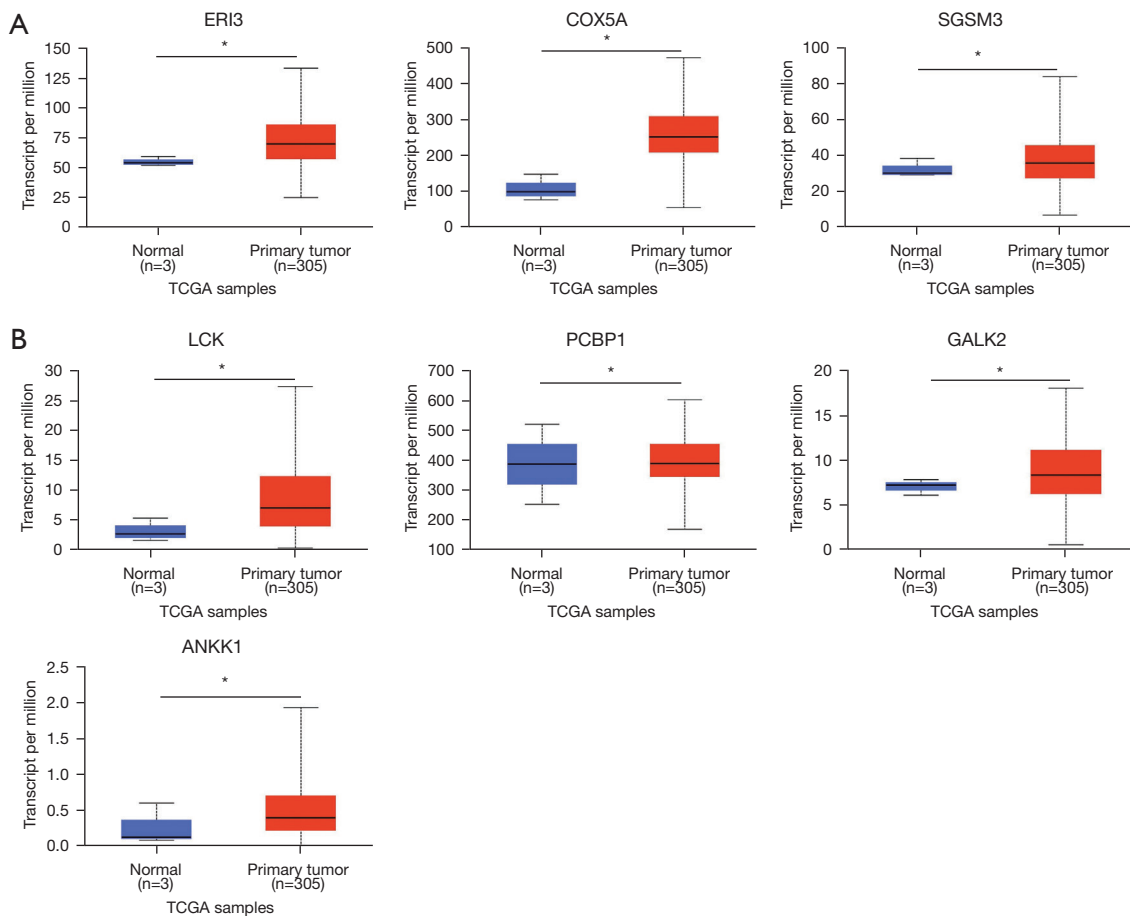 A
ERI3
*
Transcript per million
150
125
100
75
50
25
0
Normal
(n=3)
Primary tumor
(n=305)
TCGA samples
COX5A
*
Transcript per million
500
400
300
200
100
0
Normal
(n=3)
Primary tumor
(n=305)
TCGA samples
SGSM3
*
Transcript per million
100
80
60
40
20
0
Normal
(n=3)
Primary tumor
(n=305)
TCGA samples
B
LCK
*
Transcript per million
30
25
20
15
10
5
0
Normal
(n=3)
Primary tumor
(n=305)
TCGA samples
PCBP1
*
Transcript per million
700
600
500
400
300
200
100
Normal
(n=3)
Primary tumor
(n=305)
TCGA samples
GALK2
*
Transcript per million
20
15
10
5
0
Normal
(n=3)
Primary tumor
(n=305)
TCGA samples
ANKK1
*
Transcript per million
2.5
2.0
1.5
1.0
0.5
0.0
Normal
(n=3)
Primary tumor
(n=305)
TCGA samples